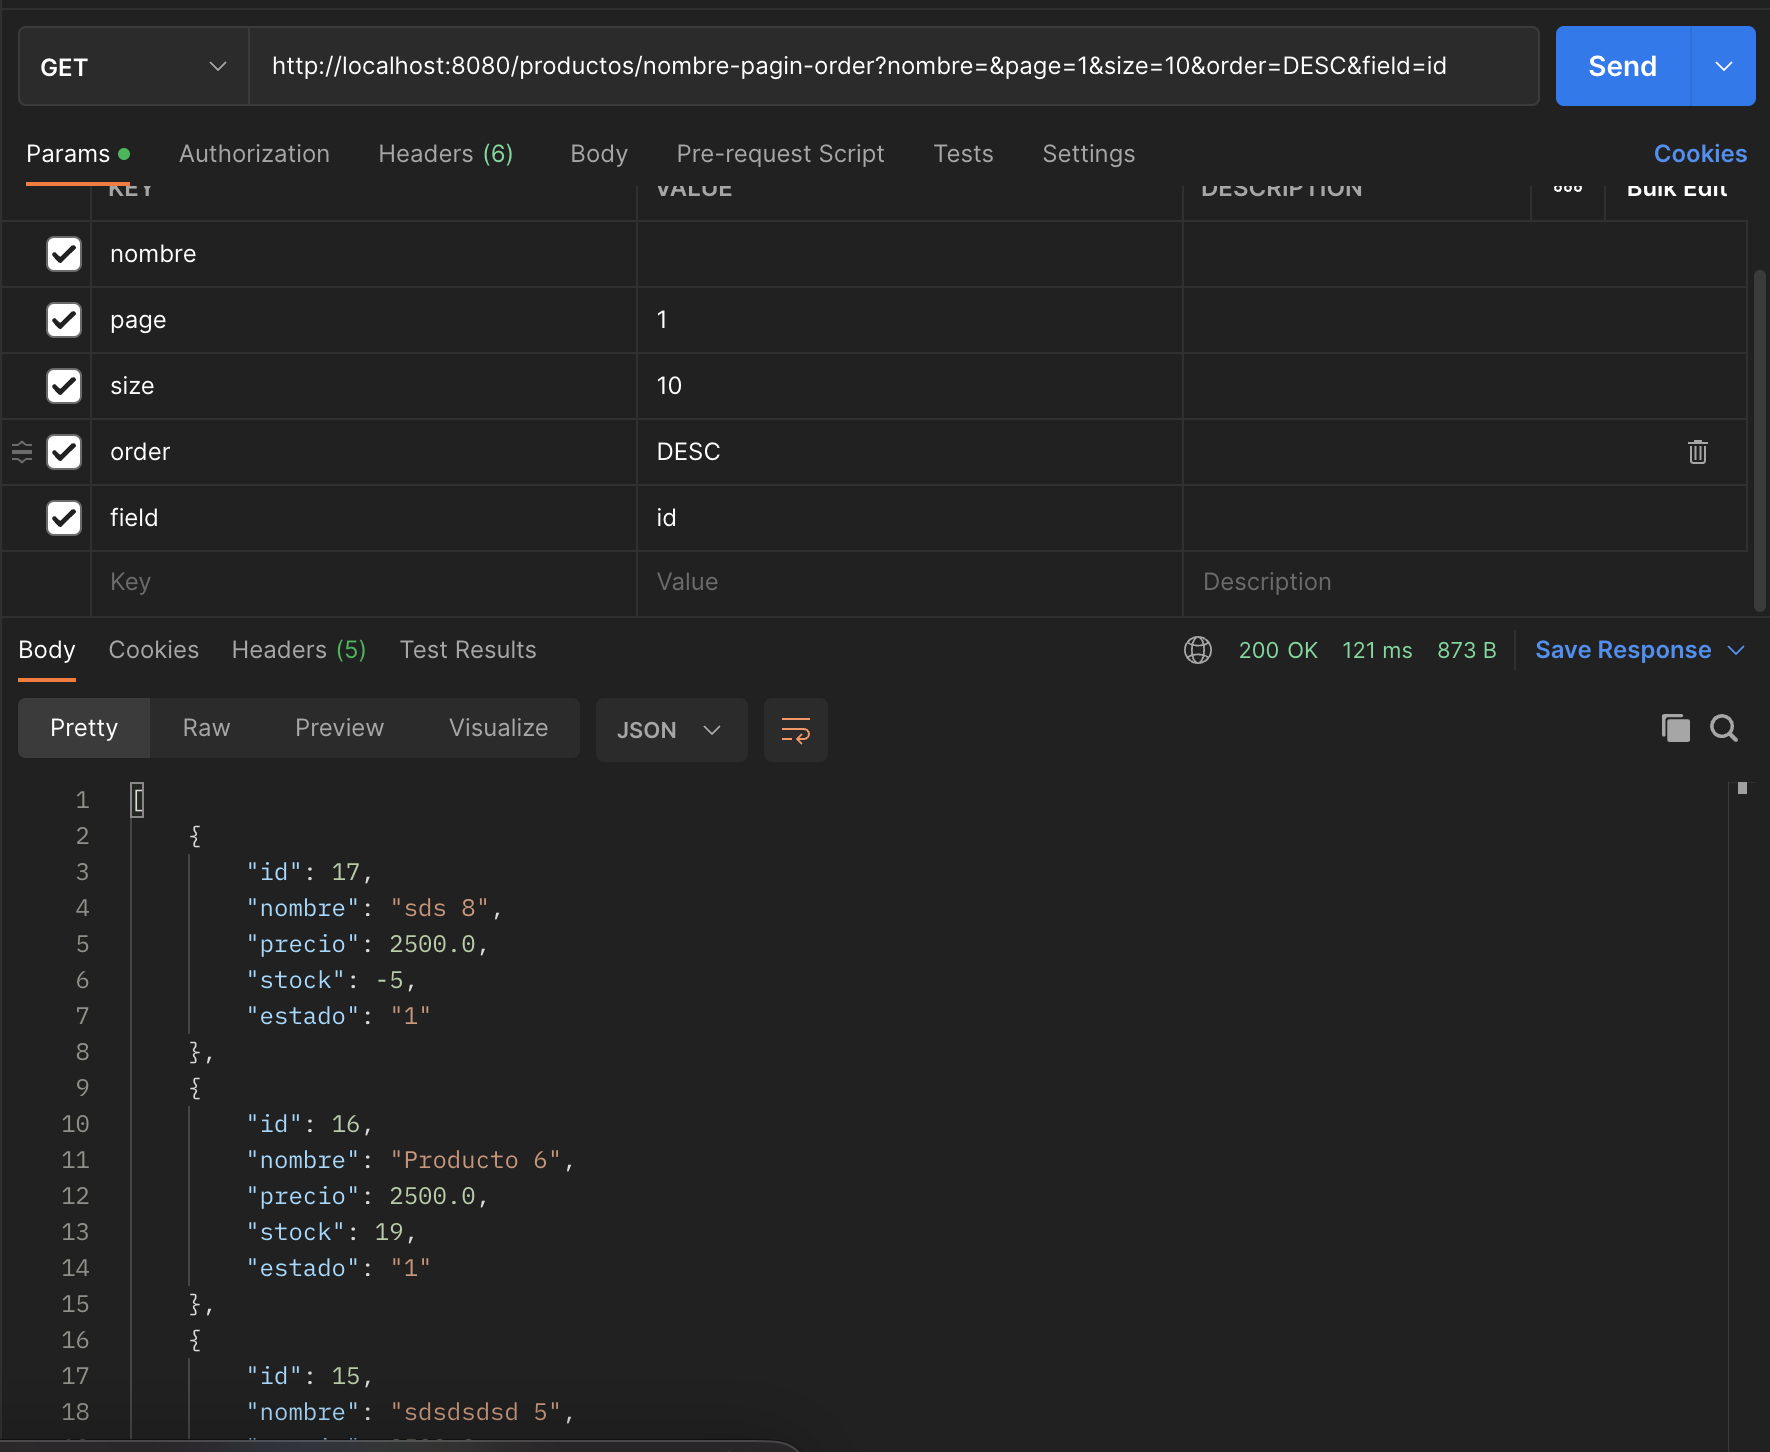 GET http://localhost:8080/productos/nombre-pagin-order?nombre=&page=1&size=10&order=DESC&field=id Send
Params Authorization Headers (6) Body Pre-request Script Tests Settings Cookies
KEY VALUE DESCRIPTION ooo Bulk Edit
nombre
page 1
size 10
order DESC
field id
Key Value Description
Body Cookies Headers (5) Test Results 200 OK 121 ms 873 B Save Response
Pretty Raw Preview Visualize JSON
1 [
2 {
3 "id": 17,
4 "nombre": "sds 8",
5 "precio": 2500.0,
6 "stock": -5,
7 "estado": "1"
8 },
9 {
10 "id": 16,
11 "nombre": "Producto 6",
12 "precio": 2500.0,
13 "stock": 19,
14 "estado": "1"
15 },
16 {
17 "id": 15,
18 "nombre": "sdsdsdsd 5",